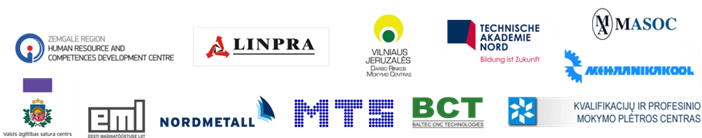 ZEMGALE REGION
HUMAN RESOURCE AND
COMPETENCES DEVELOPMENT CENTRE
LINPRA
VILNIAUS
JERUZALĖS
DARBO RINKOS
MOKYMO CENTRAS
TECHNISCHE
AKADEMIE
NORD
Bildung ist Zukunft
MA
MASOC
МЕНААNIKAKOOL
Valsts izglītības satura centrs
eml
EESTI MASINATÖÖSTUSE LIIT
NORDMETALL
MTS
BCT
BALTEC CNC TECHNOLOGIES
KVALIFIKACIJŲ IR PROFESINIO
MOKYMO PLĖTROS CENTRAS